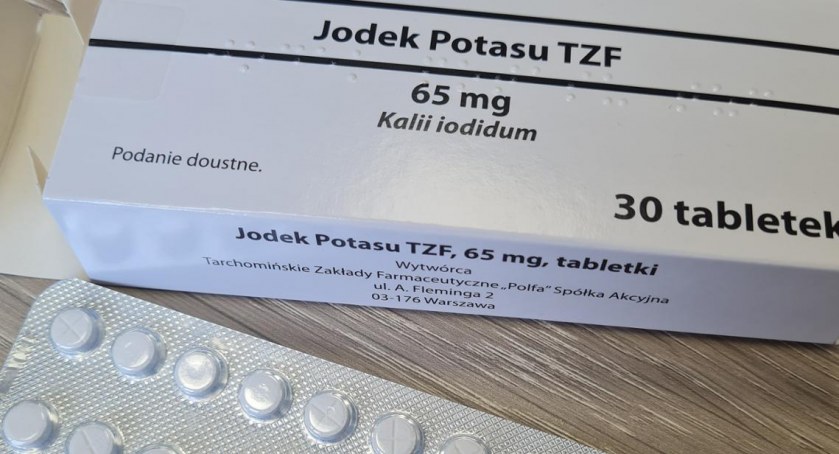 Jodek Potasu TZF
65 mg
Kalii iodidum
Podanie doustne.
30 tabletek
Jodek Potasu TZF, 65 mg, tabletki
Wytwórca
Tarchomińskie Zakłady Farmaceutyczne „Polfa" Spółka Akcyjna
ul. A. Fleminga 2
03-176 Warszawa